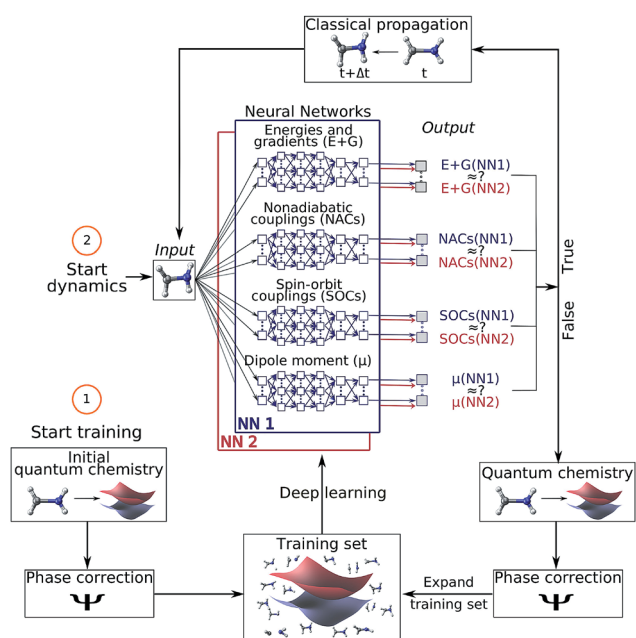 Classical propagation
t+Δt
t
Neural Networks
Output
Energies and
gradients (E+G)
E+G(NN1)
≈?
E+G(NN2)
Nonadiabatic
couplings (NACs)
NACs(NN1)
≈?
NACs(NN2)
2
Start
dynamics
Input
True
False
Spin-orbit
couplings (SOCs)
SOCs(NN1)
≈?
SOCs(NN2)
Dipole moment (μ)
μ(NN1)
≈?
μ(NN2)
1
Start training
NN 1
NN 2
Initial
quantum chemistry
Quantum chemistry
Deep learning
Training set
Phase correction
Ψ
Expand
training set
Phase correction
Ψ